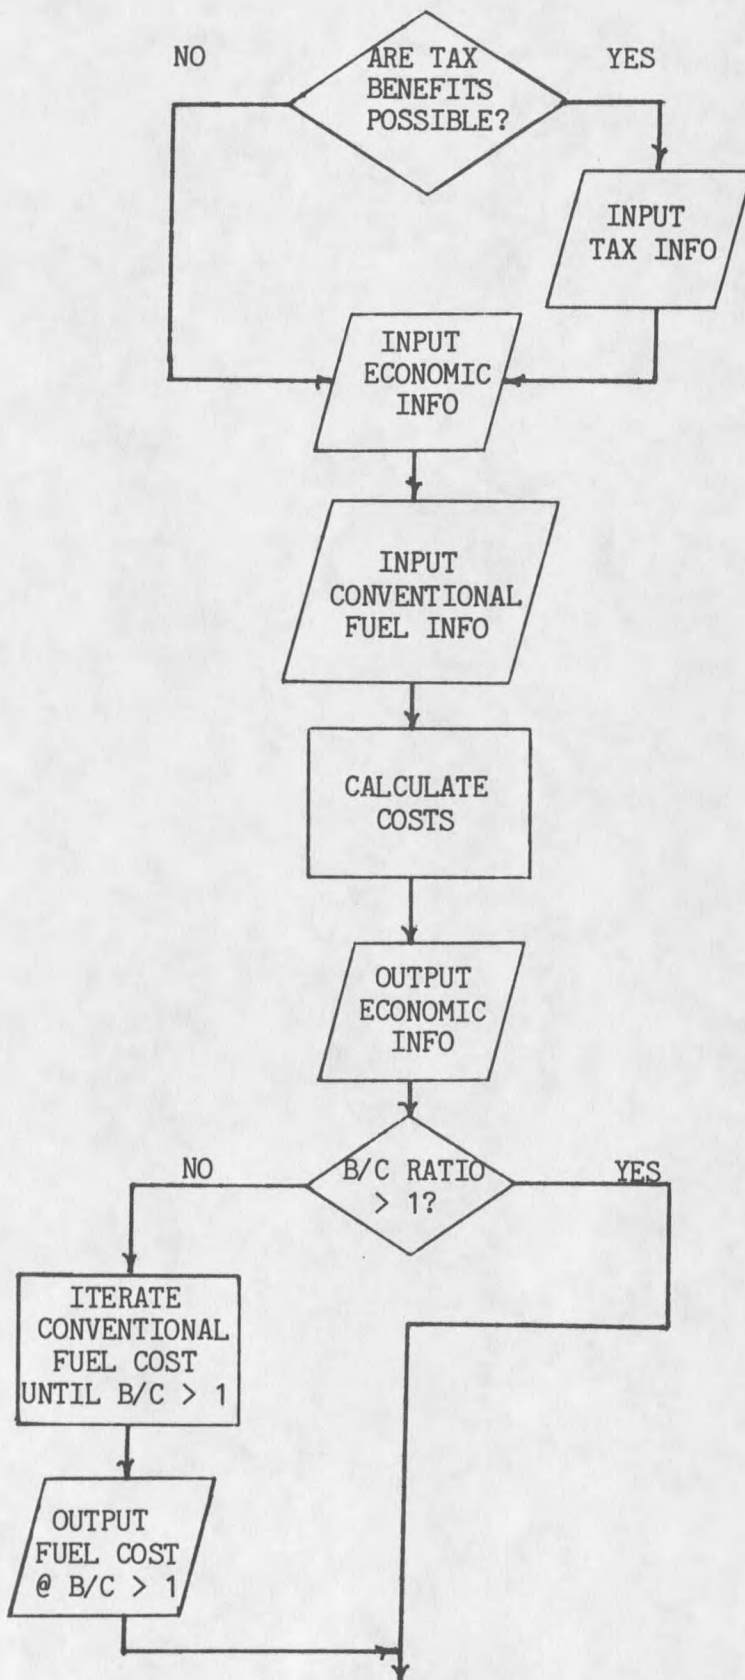 NO
ARE TAX
BENEFITS
POSSIBLE?
YES
INPUT
TAX INFO
INPUT
ECONOMIC
INFO
INPUT
CONVENTIONAL
FUEL INFO
CALCULATE
COSTS
OUTPUT
ECONOMIC
INFO
NO
B/C RATIO
> 1?
YES
ITERATE
CONVENTIONAL
FUEL COST
UNTIL B/C > 1
OUTPUT
FUEL COST
@ B/C > 1